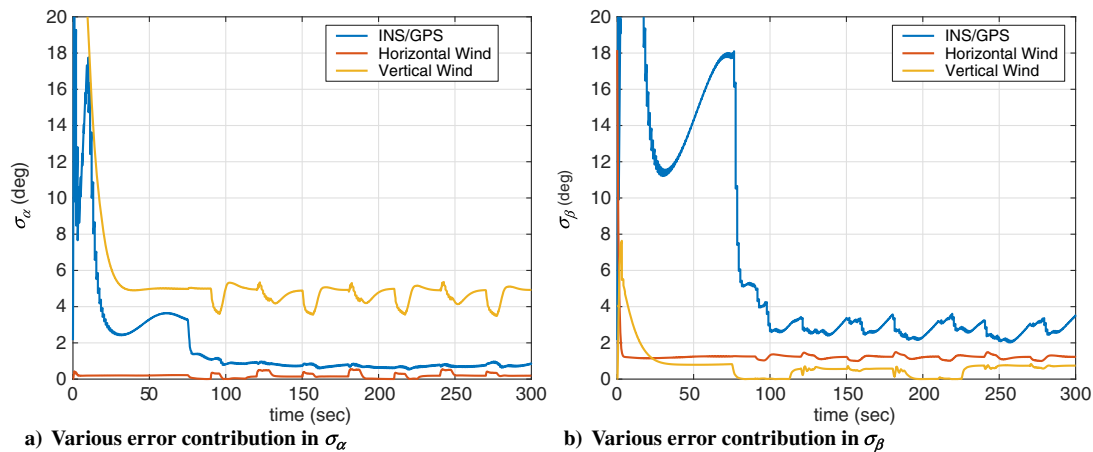 20
18
16
14
12
10
8
6
4
2
0
σα (deg)
INS/GPS
Horizontal Wind
Vertical Wind
0 50 100 150 200 250 300
time (sec)
a) Various error contribution in σα
20
18
16
14
12
10
8
6
4
2
0
σβ (deg)
INS/GPS
Horizontal Wind
Vertical Wind
0 50 100 150 200 250 300
time (sec)
b) Various error contribution in σβ